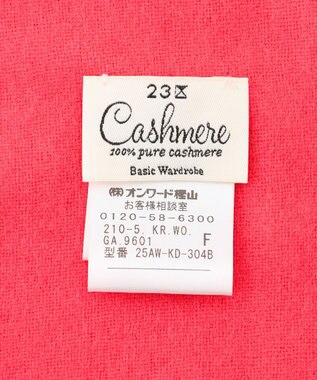 23区
Cashmere
100% pure cashmere
Basic Wardrobe
㈱オンワード樫山
お客様相談室
0120-58-6300
210-5. KR.WO.
GA.9601 F
型番 25AW-KD-304B